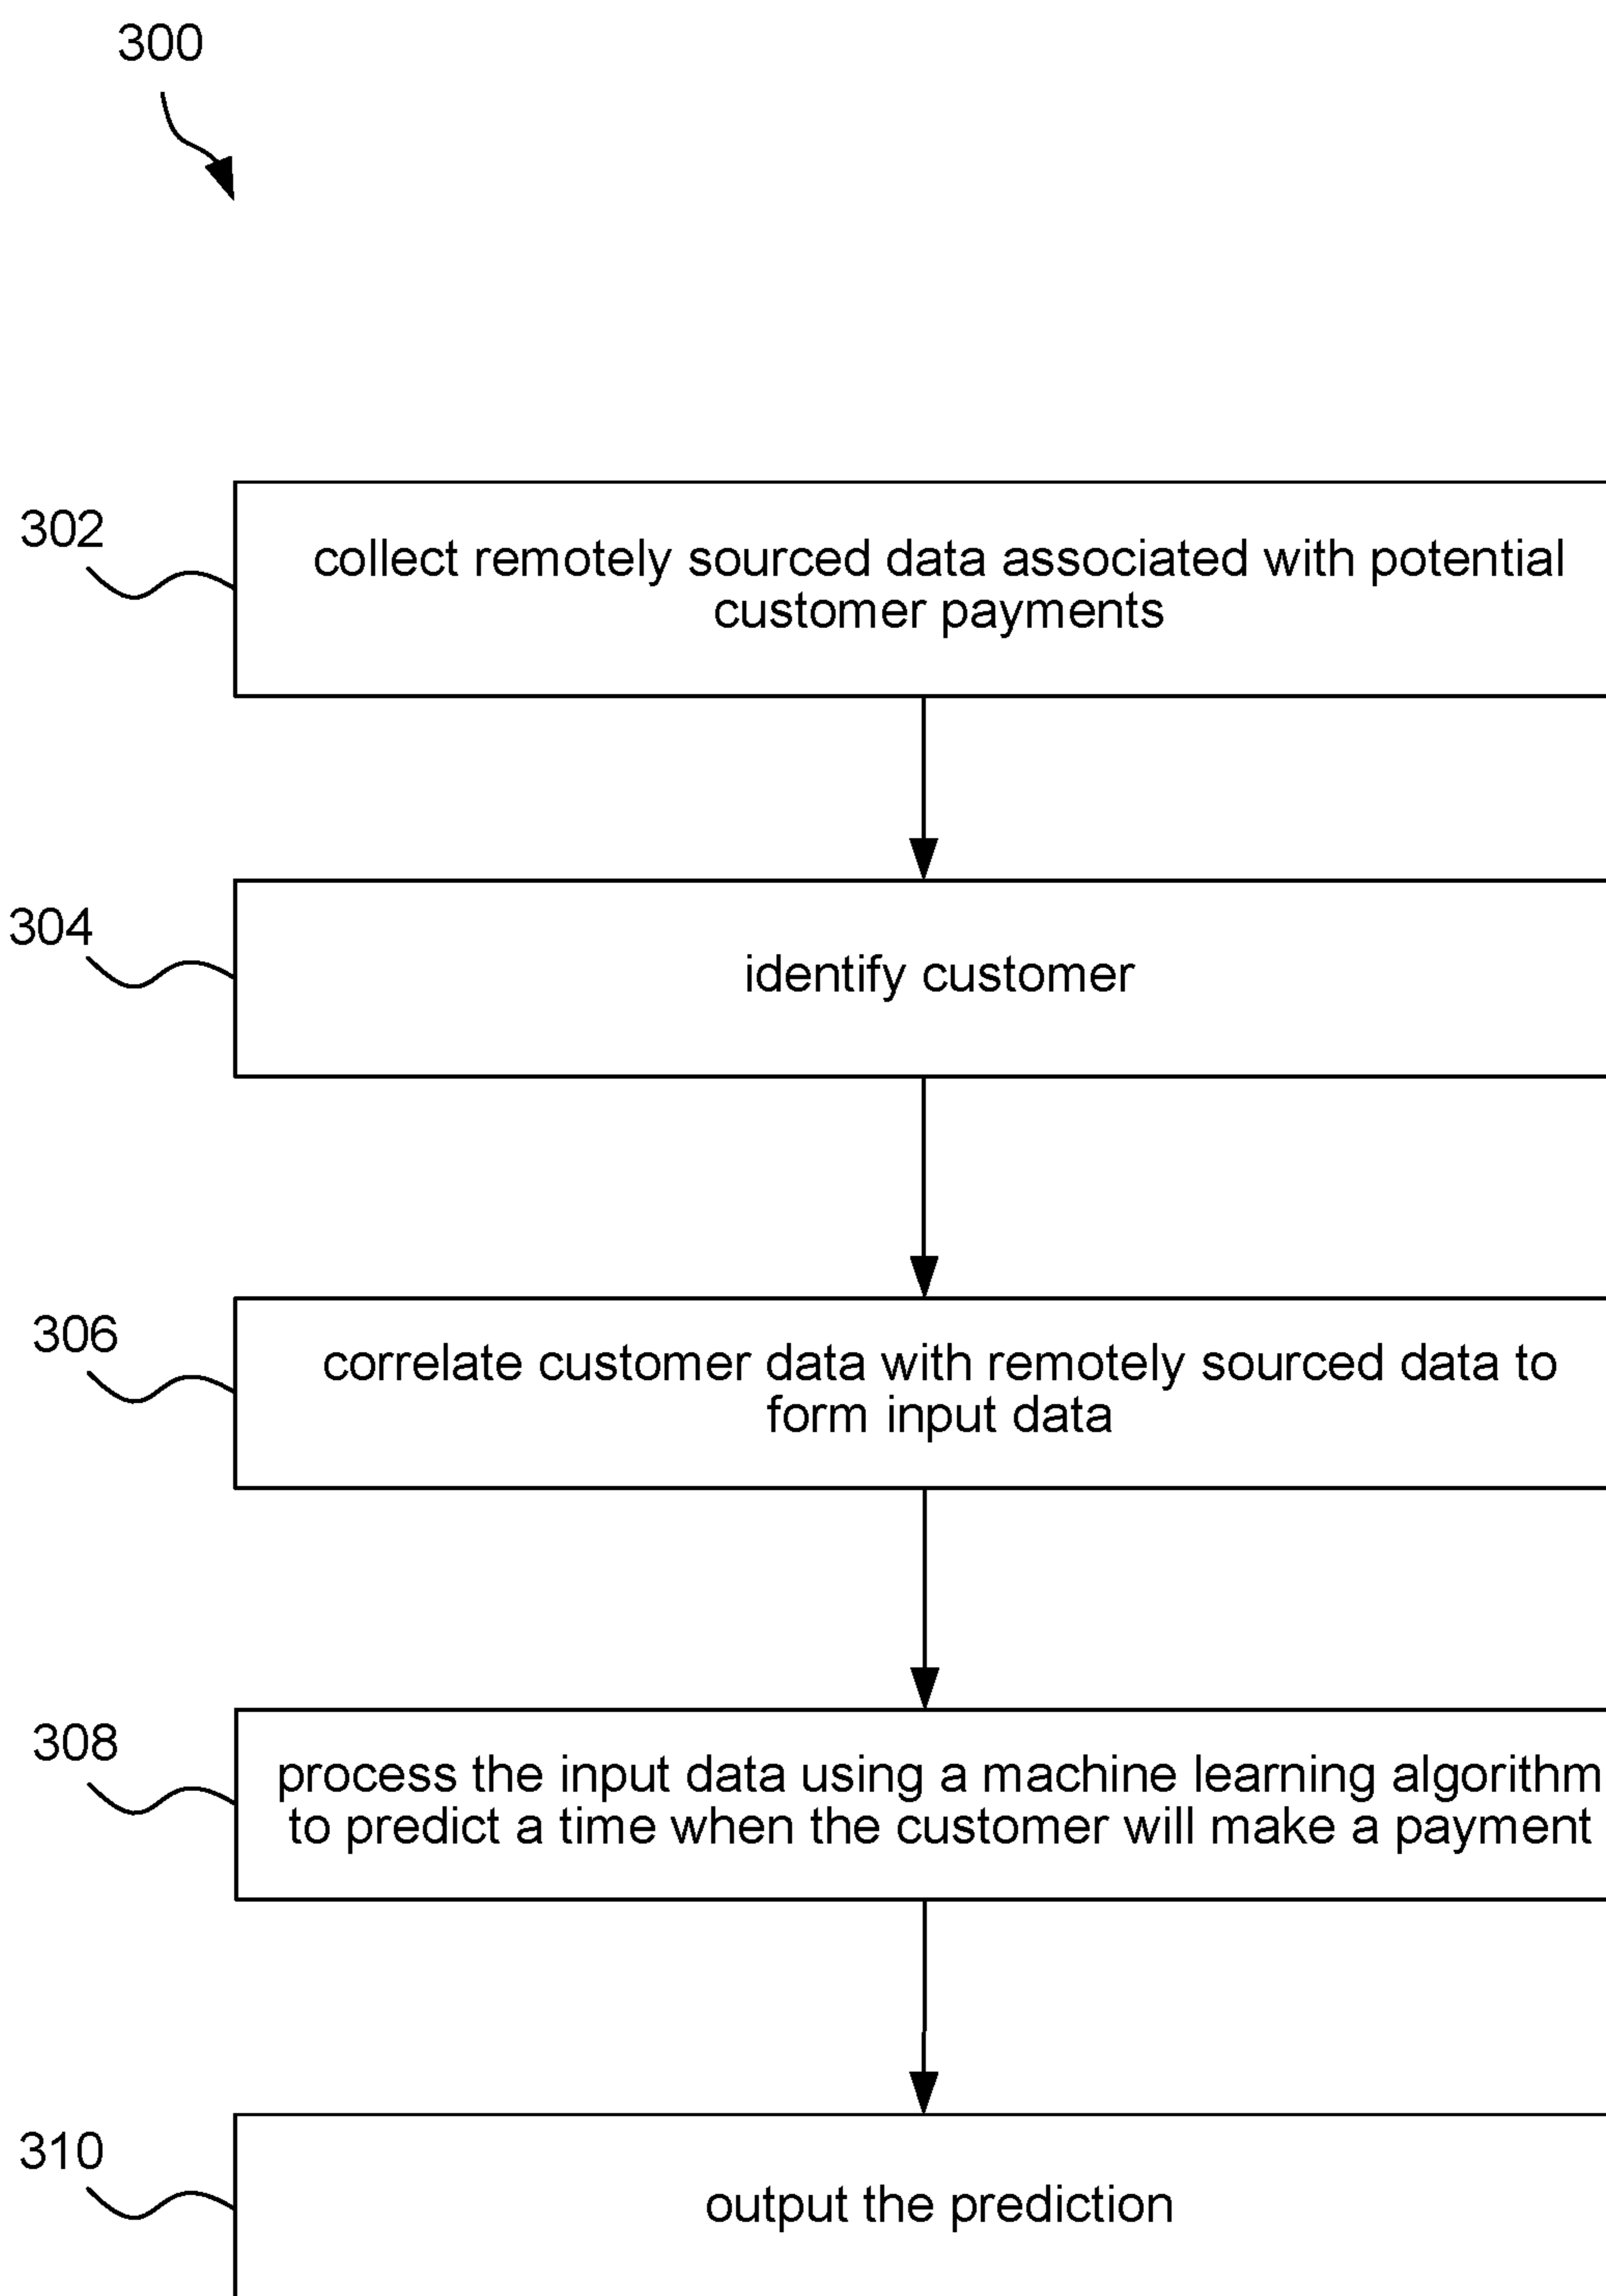 300
302
collect remotely sourced data associated with potential
customer payments
304
identify customer
306
correlate customer data with remotely sourced data to
form input data
308
process the input data using a machine learning algorithm
to predict a time when the customer will make a payment
310
output the prediction